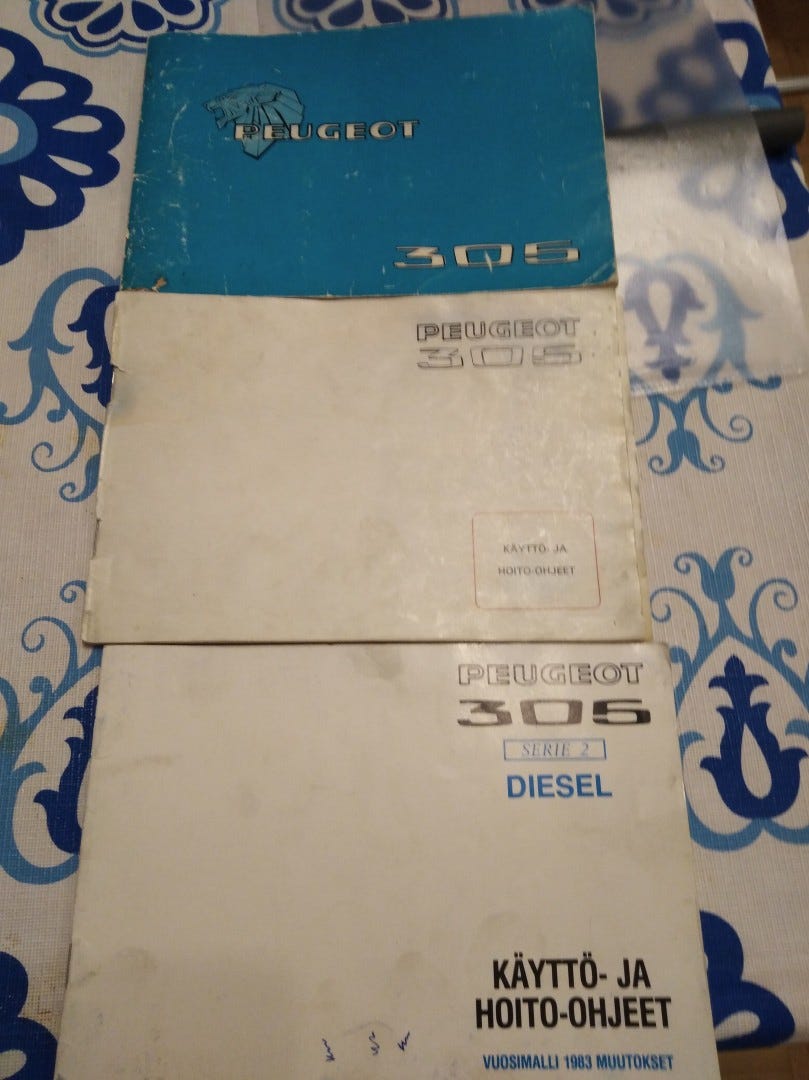 PEUGEOT
305
PEUGEOT
305
KÄYTTÖ- JA
HOITO-OHJEET
PEUGEOT
305
SERIE 2
DIESEL
KÄYTTÖ- JA
HOITO-OHJEET
VUOSIMALLI 1983 MUUTOKSET